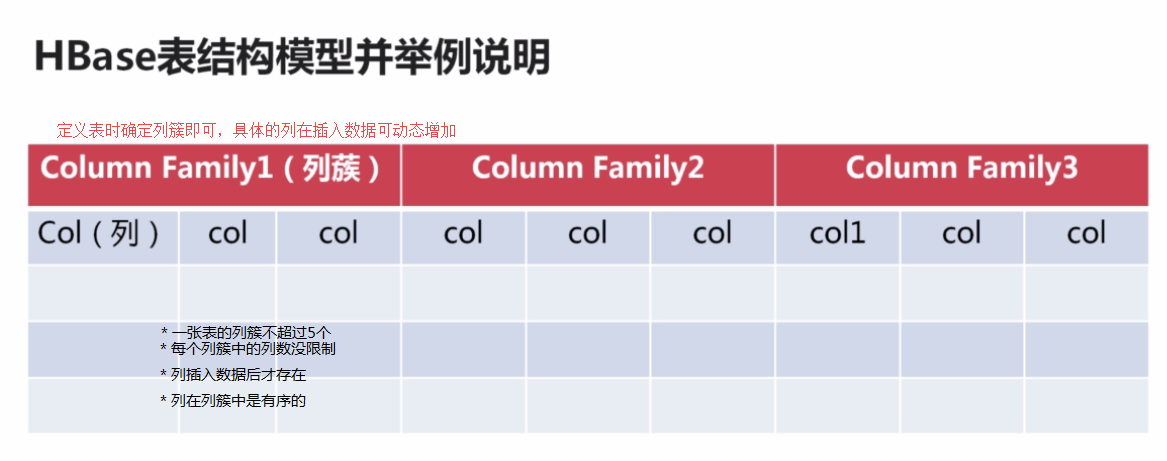 HBase表结构模型并举例说明
定义表时确定列簇即可，具体的列在插入数据可动态增加
Column Family1（列蔟） Column Family2 Column Family3
Col（列） col col col col col col1 col col
* 一张表的列簇不超过5个
* 每个列簇中的列数没限制
* 列插入数据后才存在
* 列在列簇中是有序的